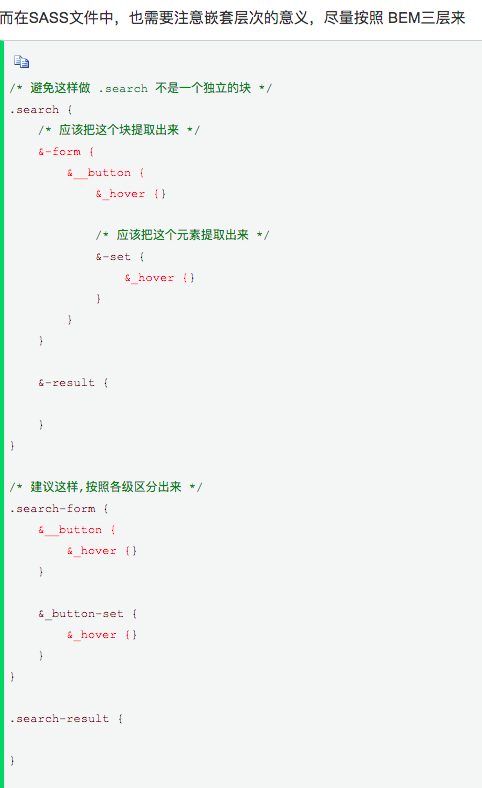 而在SASS文件中，也需要注意嵌套层次的意义，尽量按照 BEM三层来
/* 避免这样做 .search 不是一个独立的块 */
.search {
    /* 应该把这个块提取出来 */
    &-form {
        &__button {
            &_hover {}
            /* 应该把这个元素提取出来 */
            &-set {
                &_hover {}
            }
        }
    }
    &-result {
    }
}
/* 建议这样,按照各级区分出来 */
.search-form {
    &__button {
        &_hover {}
    }
    &_button-set {
        &_hover {}
    }
}
.search-result {
}